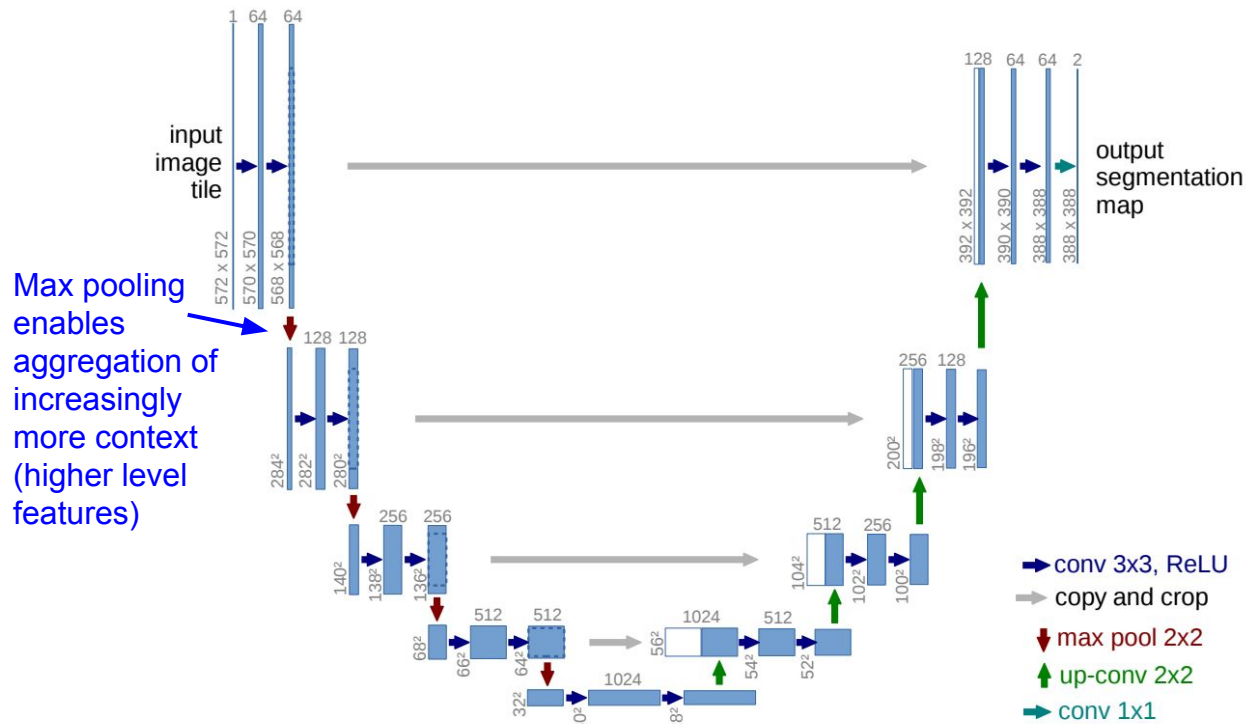 1 64 64
input
image
tile
572 x 572
570 x 570
568 x 568
128 64 64 2
output
segmentation
map
392 x 392
390 x 390
388 x 388
388 x 388
Max pooling
enables
aggregation of
increasingly
more context
(higher level
features)
128 128
284²
282²
280²
256 128
200²
198²
196²
256 256
140²
138²
136²
512 256
104²
102²
100²
512 512
68²
66²
64²
1024 512
56²
54²
52²
1024
32²
0²
8²
conv 3x3, ReLU
copy and crop
max pool 2x2
up-conv 2x2
conv 1x1